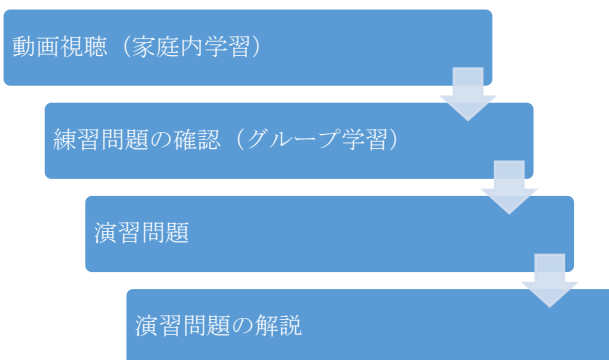 動画視聴（家庭内学習）
練習問題の確認（グループ学習）
演習問題
演習問題の解説